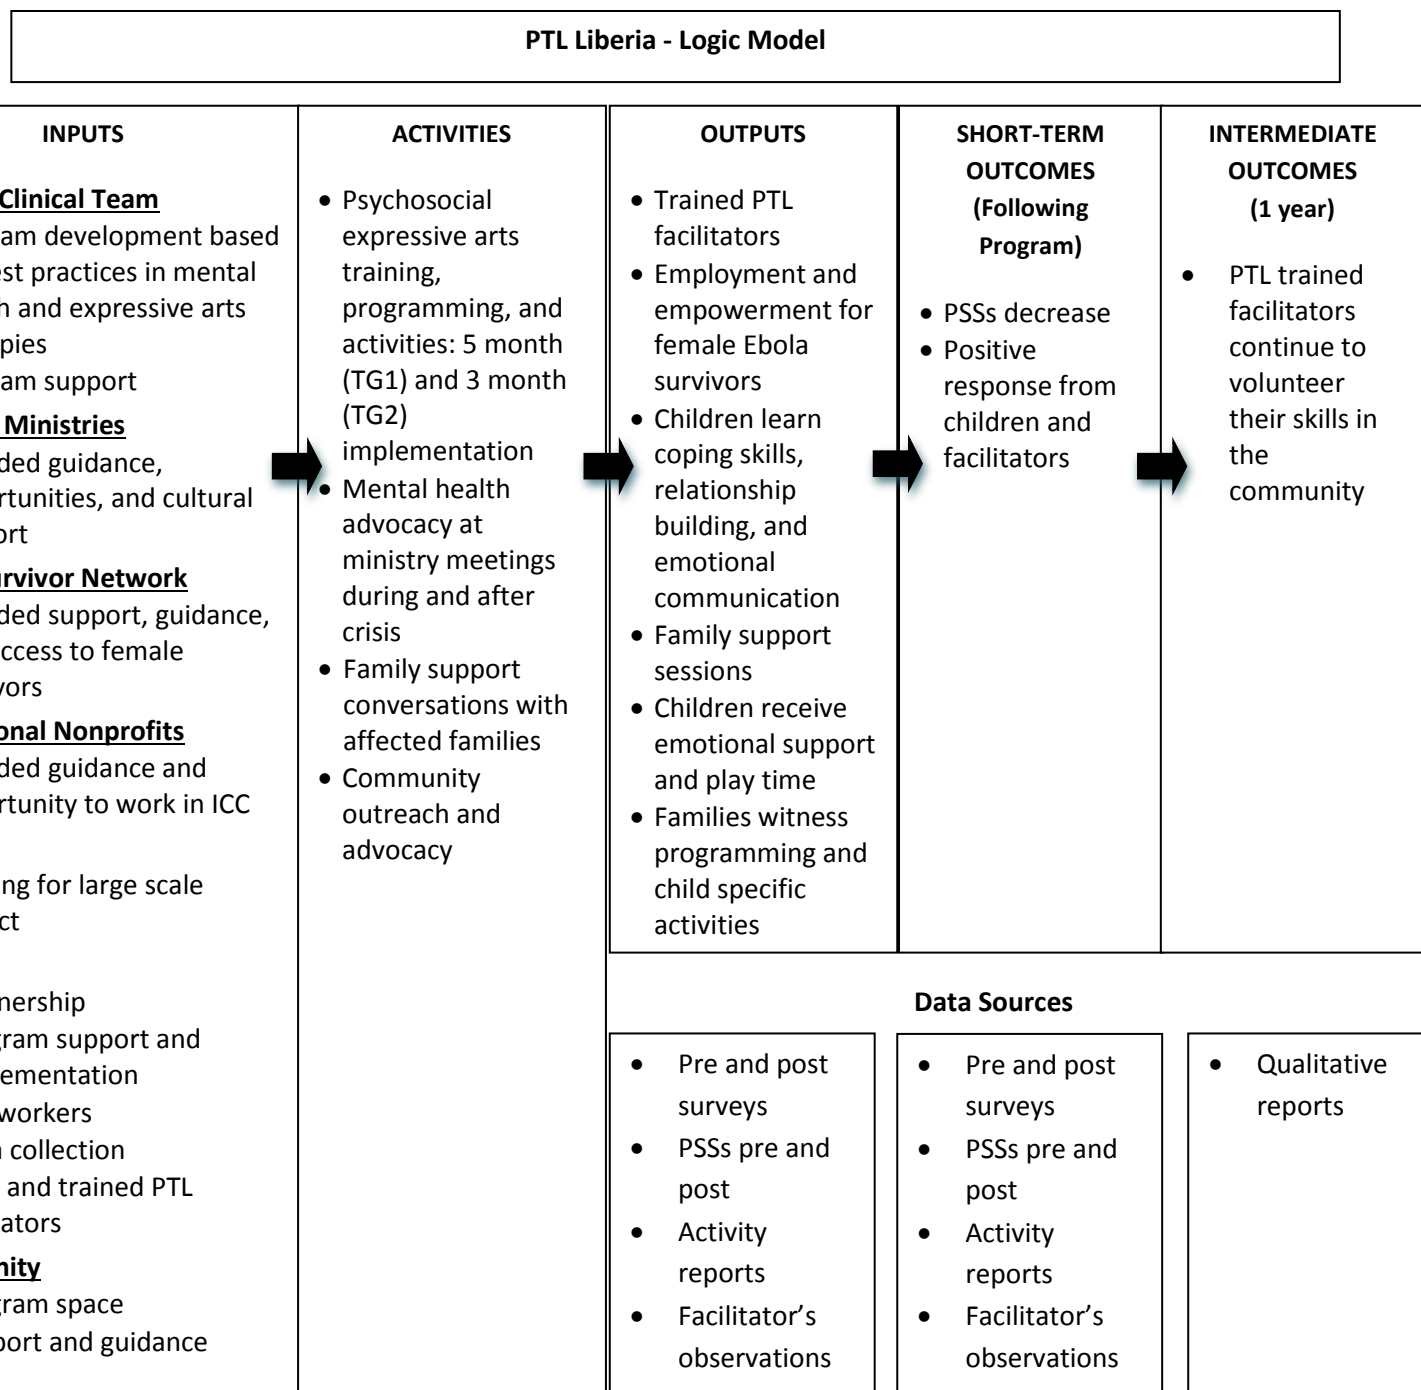 PTL Liberia - Logic Model
INPUTS
Clinical Team
am development based
est practices in mental
h and expressive arts
pies
am support
Ministries
ded guidance,
rtunities, and cultural
ort
urvivor Network
ded support, guidance,
ccess to female
vors
onal Nonprofits
ded guidance and
rtunity to work in ICC
ng for large scale
ct
nership
gram support and
ementation
workers
collection
and trained PTL
ators
nity
gram space
port and guidance
ACTIVITIES
• Psychosocial
expressive arts
training,
programming, and
activities: 5 month
(TG1) and 3 month
(TG2)
implementation
• Mental health
advocacy at
ministry meetings
during and after
crisis
• Family support
conversations with
affected families
• Community
outreach and
advocacy
OUTPUTS
• Trained PTL
facilitators
• Employment and
empowerment for
female Ebola
survivors
• Children learn
coping skills,
relationship
building, and
emotional
communication
• Family support
sessions
• Children receive
emotional support
and play time
• Families witness
programming and
child specific
activities
SHORT-TERM
OUTCOMES
(Following
Program)
• PSSs decrease
• Positive
response from
children and
facilitators
INTERMEDIATE
OUTCOMES
(1 year)
• PTL trained
facilitators
continue to
volunteer
their skills in
the
community
Data Sources
• Pre and post
surveys
• PSSs pre and
post
• Activity
reports
• Facilitator’s
observations
• Pre and post
surveys
• PSSs pre and
post
• Activity
reports
• Facilitator’s
observations
• Qualitative
reports